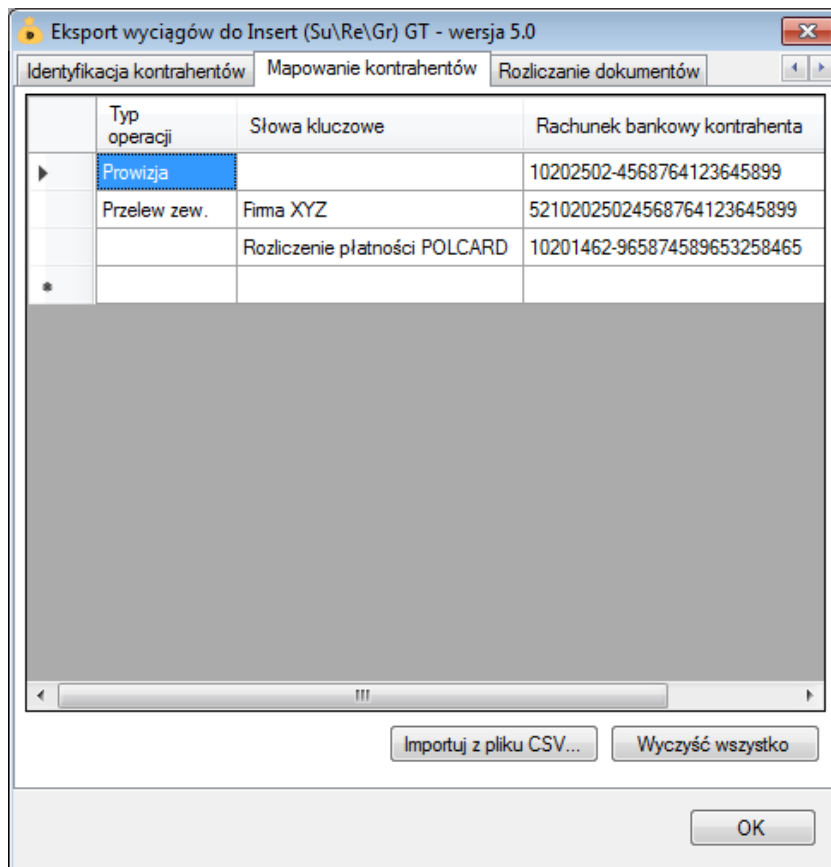 Eksport wyciągów do Insert (Su\Re\Gr) GT - wersja 5.0
Identyfikacja kontrahentów Mapowanie kontrahentów Rozliczanie dokumentów
Typ operacji Słowa kluczowe Rachunek bankowy kontrahenta
Prowizja 10202502-4568764123645899
Przelew zew. Firma XYZ 52102025024568764123645899
Rozliczenie płatności POLCARD 10201462-965874589653258465
Importuj z pliku CSV... Wyczyść wszystko
OK